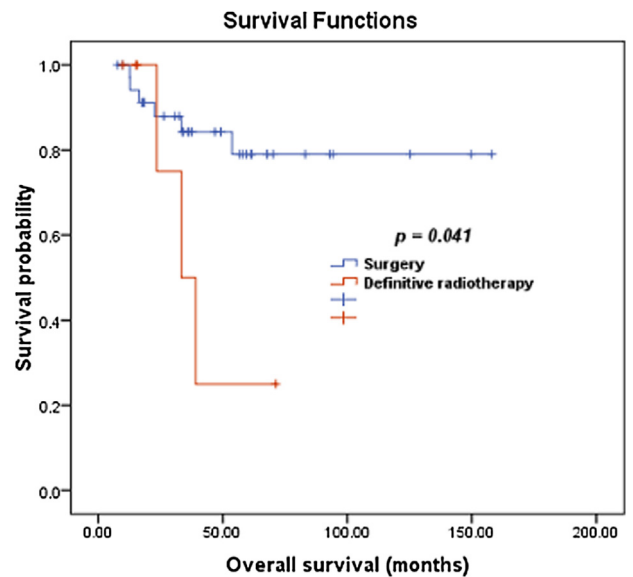 Survival Functions
1.0
0.8
0.6
0.4
0.2
0.0
Survival probability
p = 0.041
Surgery
Definitive radiotherapy
0.00 50.00 100.00 150.00 200.00
Overall survival (months)